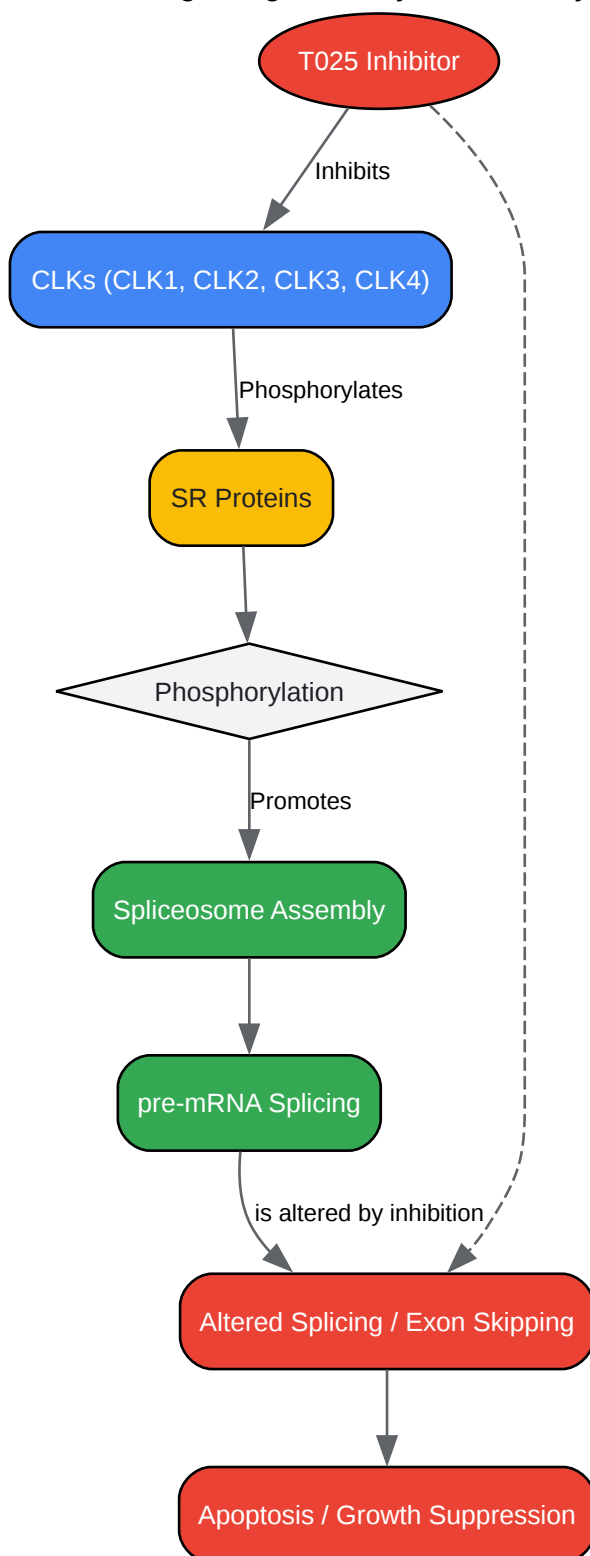 T025 Inhibitor
Inhibits
CLKs (CLK1, CLK2, CLK3, CLK4)
Phosphorylates
SR Proteins
Phosphorylation
Promotes
Spliceosome Assembly
pre-mRNA Splicing
is altered by inhibition
Altered Splicing / Exon Skipping
Apoptosis / Growth Suppression